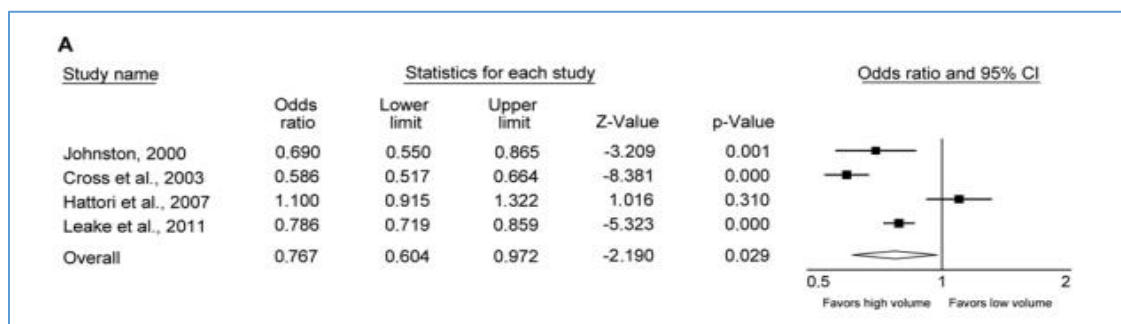 A
Study name Statistics for each study Odds ratio and 95% CI
Odds ratio Lower limit Upper limit Z-Value p-Value
Johnston, 2000 0.690 0.550 0.865 -3.209 0.001
Cross et al., 2003 0.586 0.517 0.664 -8.381 0.000
Hattori et al., 2007 1.100 0.915 1.322 1.016 0.310
Leake et al., 2011 0.786 0.719 0.859 -5.323 0.000
Overall 0.767 0.604 0.972 -2.190 0.029
0.5 1 2
Favors high volume Favors low volume